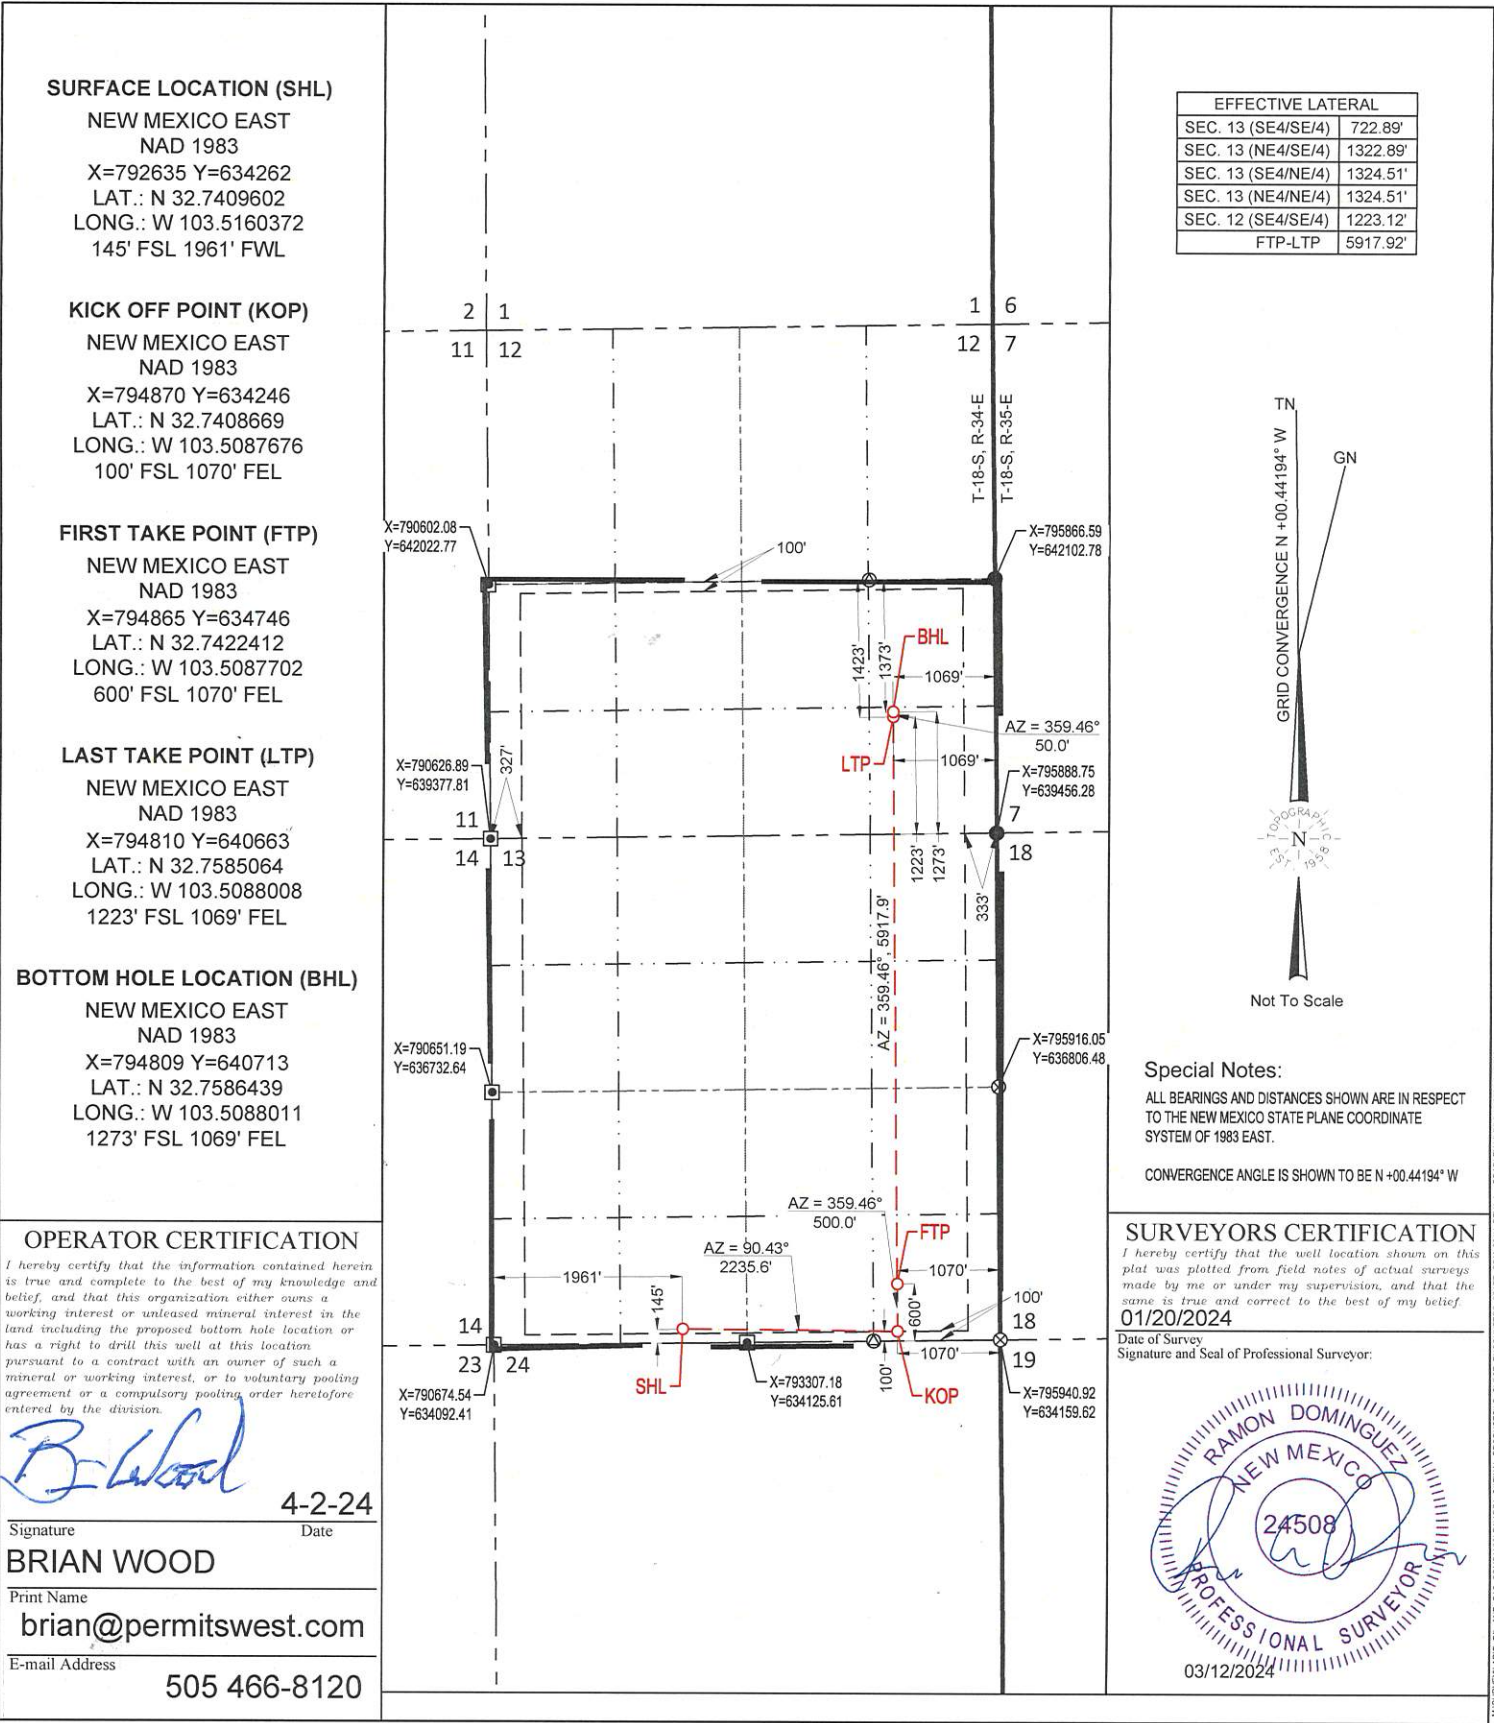 SURFACE LOCATION (SHL)
NEW MEXICO EAST
NAD 1983
X=792635 Y=634262
LAT.: N 32.7409602
LONG.: W 103.5160372
145' FSL 1961' FWL
KICK OFF POINT (KOP)
NEW MEXICO EAST
NAD 1983
X=794870 Y=634246
LAT.: N 32.7408669
LONG.: W 103.5087676
100' FSL 1070' FEL
FIRST TAKE POINT (FTP)
NEW MEXICO EAST
NAD 1983
X=794865 Y=634746
LAT.: N 32.7422412
LONG.: W 103.5087702
600' FSL 1070' FEL
LAST TAKE POINT (LTP)
NEW MEXICO EAST
NAD 1983
X=794810 Y=640663
LAT.: N 32.7585064
LONG.: W 103.5088008
1223' FSL 1069' FEL
BOTTOM HOLE LOCATION (BHL)
NEW MEXICO EAST
NAD 1983
X=794809 Y=640713
LAT.: N 32.7586439
LONG.: W 103.5088011
1273' FSL 1069' FEL
OPERATOR CERTIFICATION
I hereby certify that the information contained herein
is true and complete to the best of my knowledge and
belief, and that this organization either owns a
working interest or unleased mineral interest in the
land including the proposed bottom hole location or
has a right to drill this well at this location
pursuant to a contract with an owner of such a
mineral or working interest, or to voluntary pooling
agreement or a compulsory pooling order heretofore
entered by the division.
4-2-24
Signature Date
BRIAN WOOD
Print Name
brian@permitswest.com
E-mail Address
505 466-8120
2 1
11 12
1 6
12 7
T-18-S, R-34-E
T-18-S, R-35-E
X=790602.08
Y=642022.77
100'
X=795866.59
Y=642102.78
BHL
1423'
1373'
1069'
AZ = 359.46°
50.0'
LTP
1069'
X=790626.89
Y=639377.81
327'
X=795888.75
Y=639456.28
11
14 13
7
18
1223'
1273'
333'
AZ = 359.46°, 5917.9'
X=790651.19
Y=636732.64
X=795916.05
Y=636806.48
AZ = 359.46°
500.0'
FTP
AZ = 90.43°
2235.6'
1961'
1070'
145'
600'
100'
14
23 24
18
19
SHL
100'
1070'
KOP
X=790674.54
Y=634092.41
X=793307.18
Y=634125.61
X=795940.92
Y=634159.62
EFFECTIVE LATERAL
SEC. 13 (SE4/SE/4) 722.89'
SEC. 13 (NE4/SE/4) 1322.89'
SEC. 13 (SE4/NE/4) 1324.51'
SEC. 13 (NE4/NE/4) 1324.51'
SEC. 12 (SE4/SE/4) 1223.12'
FTP-LTP 5917.92'
TN
GN
GRID CONVERGENCE N +00.44194° W
TOPOGRAPHIC
N
EST. 1958
Not To Scale
Special Notes:
ALL BEARINGS AND DISTANCES SHOWN ARE IN RESPECT
TO THE NEW MEXICO STATE PLANE COORDINATE
SYSTEM OF 1983 EAST.
CONVERGENCE ANGLE IS SHOWN TO BE N +00.44194° W
SURVEYORS CERTIFICATION
I hereby certify that the well location shown on this
plat was plotted from field notes of actual surveys
made by me or under my supervision, and that the
same is true and correct to the best of my belief.
01/20/2024
Date of Survey
Signature and Seal of Professional Surveyor:
RAMON DOMINGUEZ
NEW MEXICO
24508
PROFESSIONAL SURVEYOR
03/12/2024